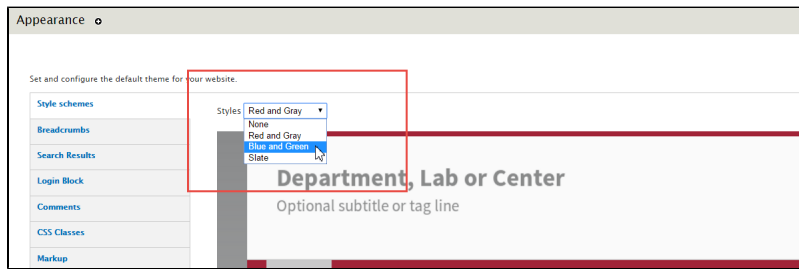 Appearance
Set and configure the default theme for your website.
Style schemes
Breadcrumbs
Search Results
Login Block
Comments
CSS Classes
Markup
Styles Red and Gray
None
Red and Gray
Blue and Green
Slate
Department, Lab or Center
Optional subtitle or tag line